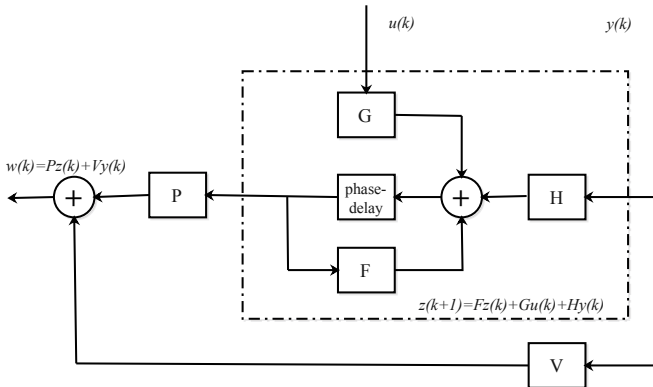 u(k)
y(k)
G
w(k)=Pz(k)+Vy(k)
P
phase-
delay
+
+
H
F
z(k+1)=Fz(k)+Gu(k)+Hy(k)
V